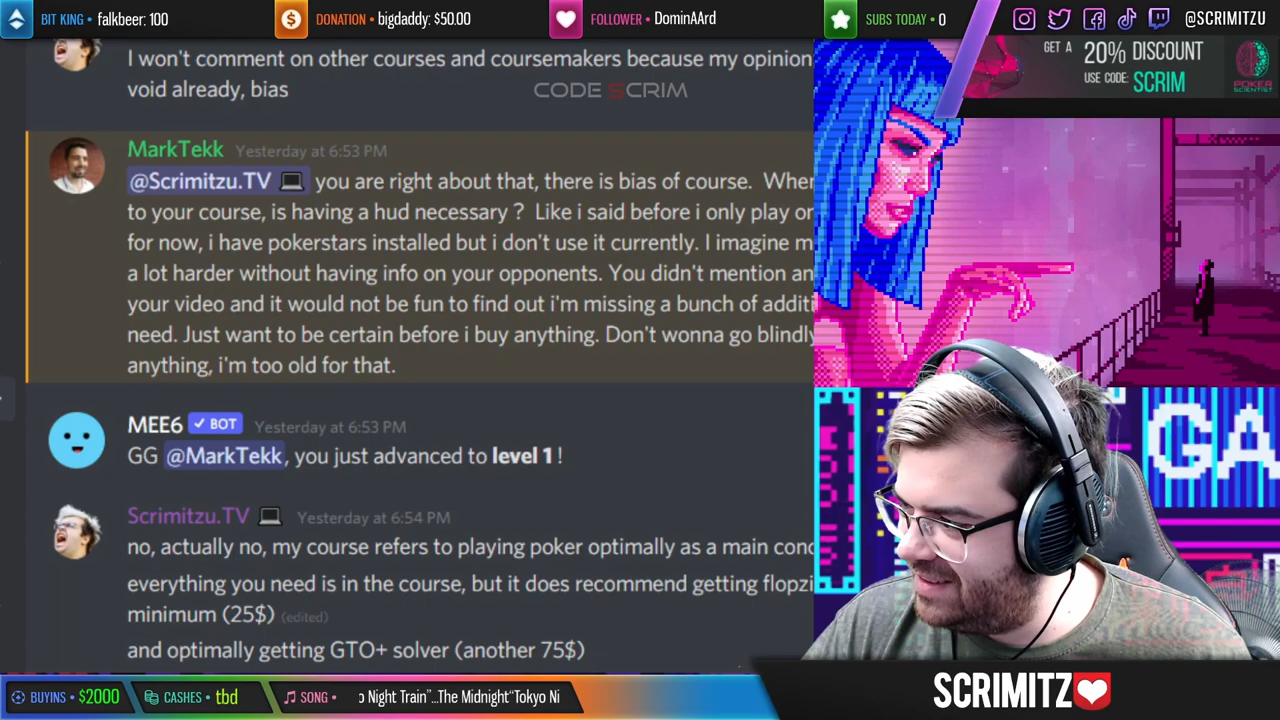 BIT KING • falkbeer: 100
DONATION • bigdaddy: $50.00
FOLLOWER • DominAArd
SUBS TODAY • 0
@SCRIMITZU
I won't comment on other courses and coursemakers because my opinion
void already, bias
CODE SCRIM
GET A 20% DISCOUNT
USE CODE: SCRIM
POKER
SCIENTIST
MarkTekk Yesterday at 6:53 PM
@Scrimitzu.TV 💻 you are right about that, there is bias of course. When
to your course, is having a hud necessary ? Like i said before i only play on
for now, i have pokerstars installed but i don't use it currently. I imagine
a lot harder without having info on your opponents. You didn't mention
your video and it would not be fun to find out i'm missing a bunch of
need. Just want to be certain before i buy anything. Don't wonna go blindly
anything, i'm too old for that.
MEE6 ✓ BOT Yesterday at 6:53 PM
GG @MarkTekk, you just advanced to level 1 !
Scrimitzu.TV 💻 Yesterday at 6:54 PM
no, actually no, my course refers to playing poker optimally as a main
everything you need is in the course, but it does recommend getting
minimum (25$) (edited)
and optimally getting GTO+ solver (another 75$)
GA
BUYINS • $2000
CASHES • tbd
SONG • Night Train"...The Midnight"Tokyo Ni
SCRIMITZ